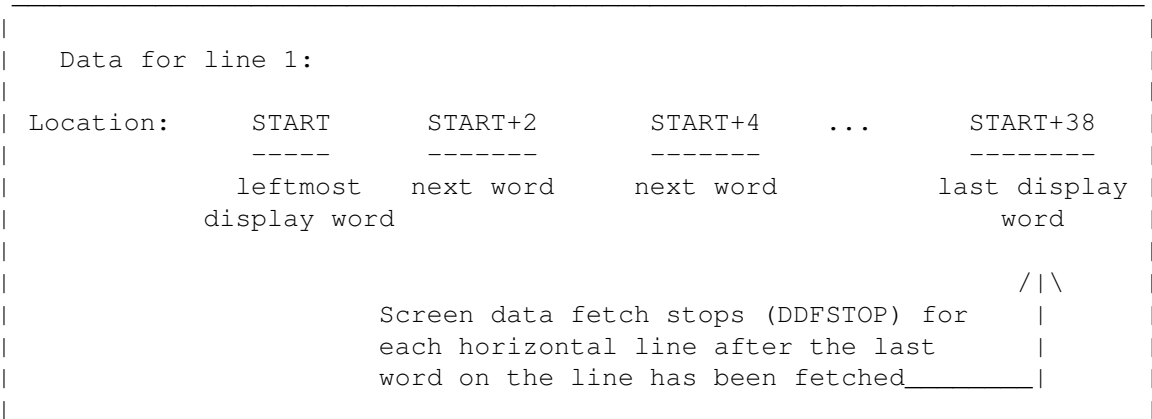 Data for line 1:
Location: START START+2 START+4 ... START+38
----- ------- ------- --------
leftmost next word next word last display
display word word
/|\
Screen data fetch stops (DDFSTOP) for |
each horizontal line after the last |
word on the line has been fetched________|